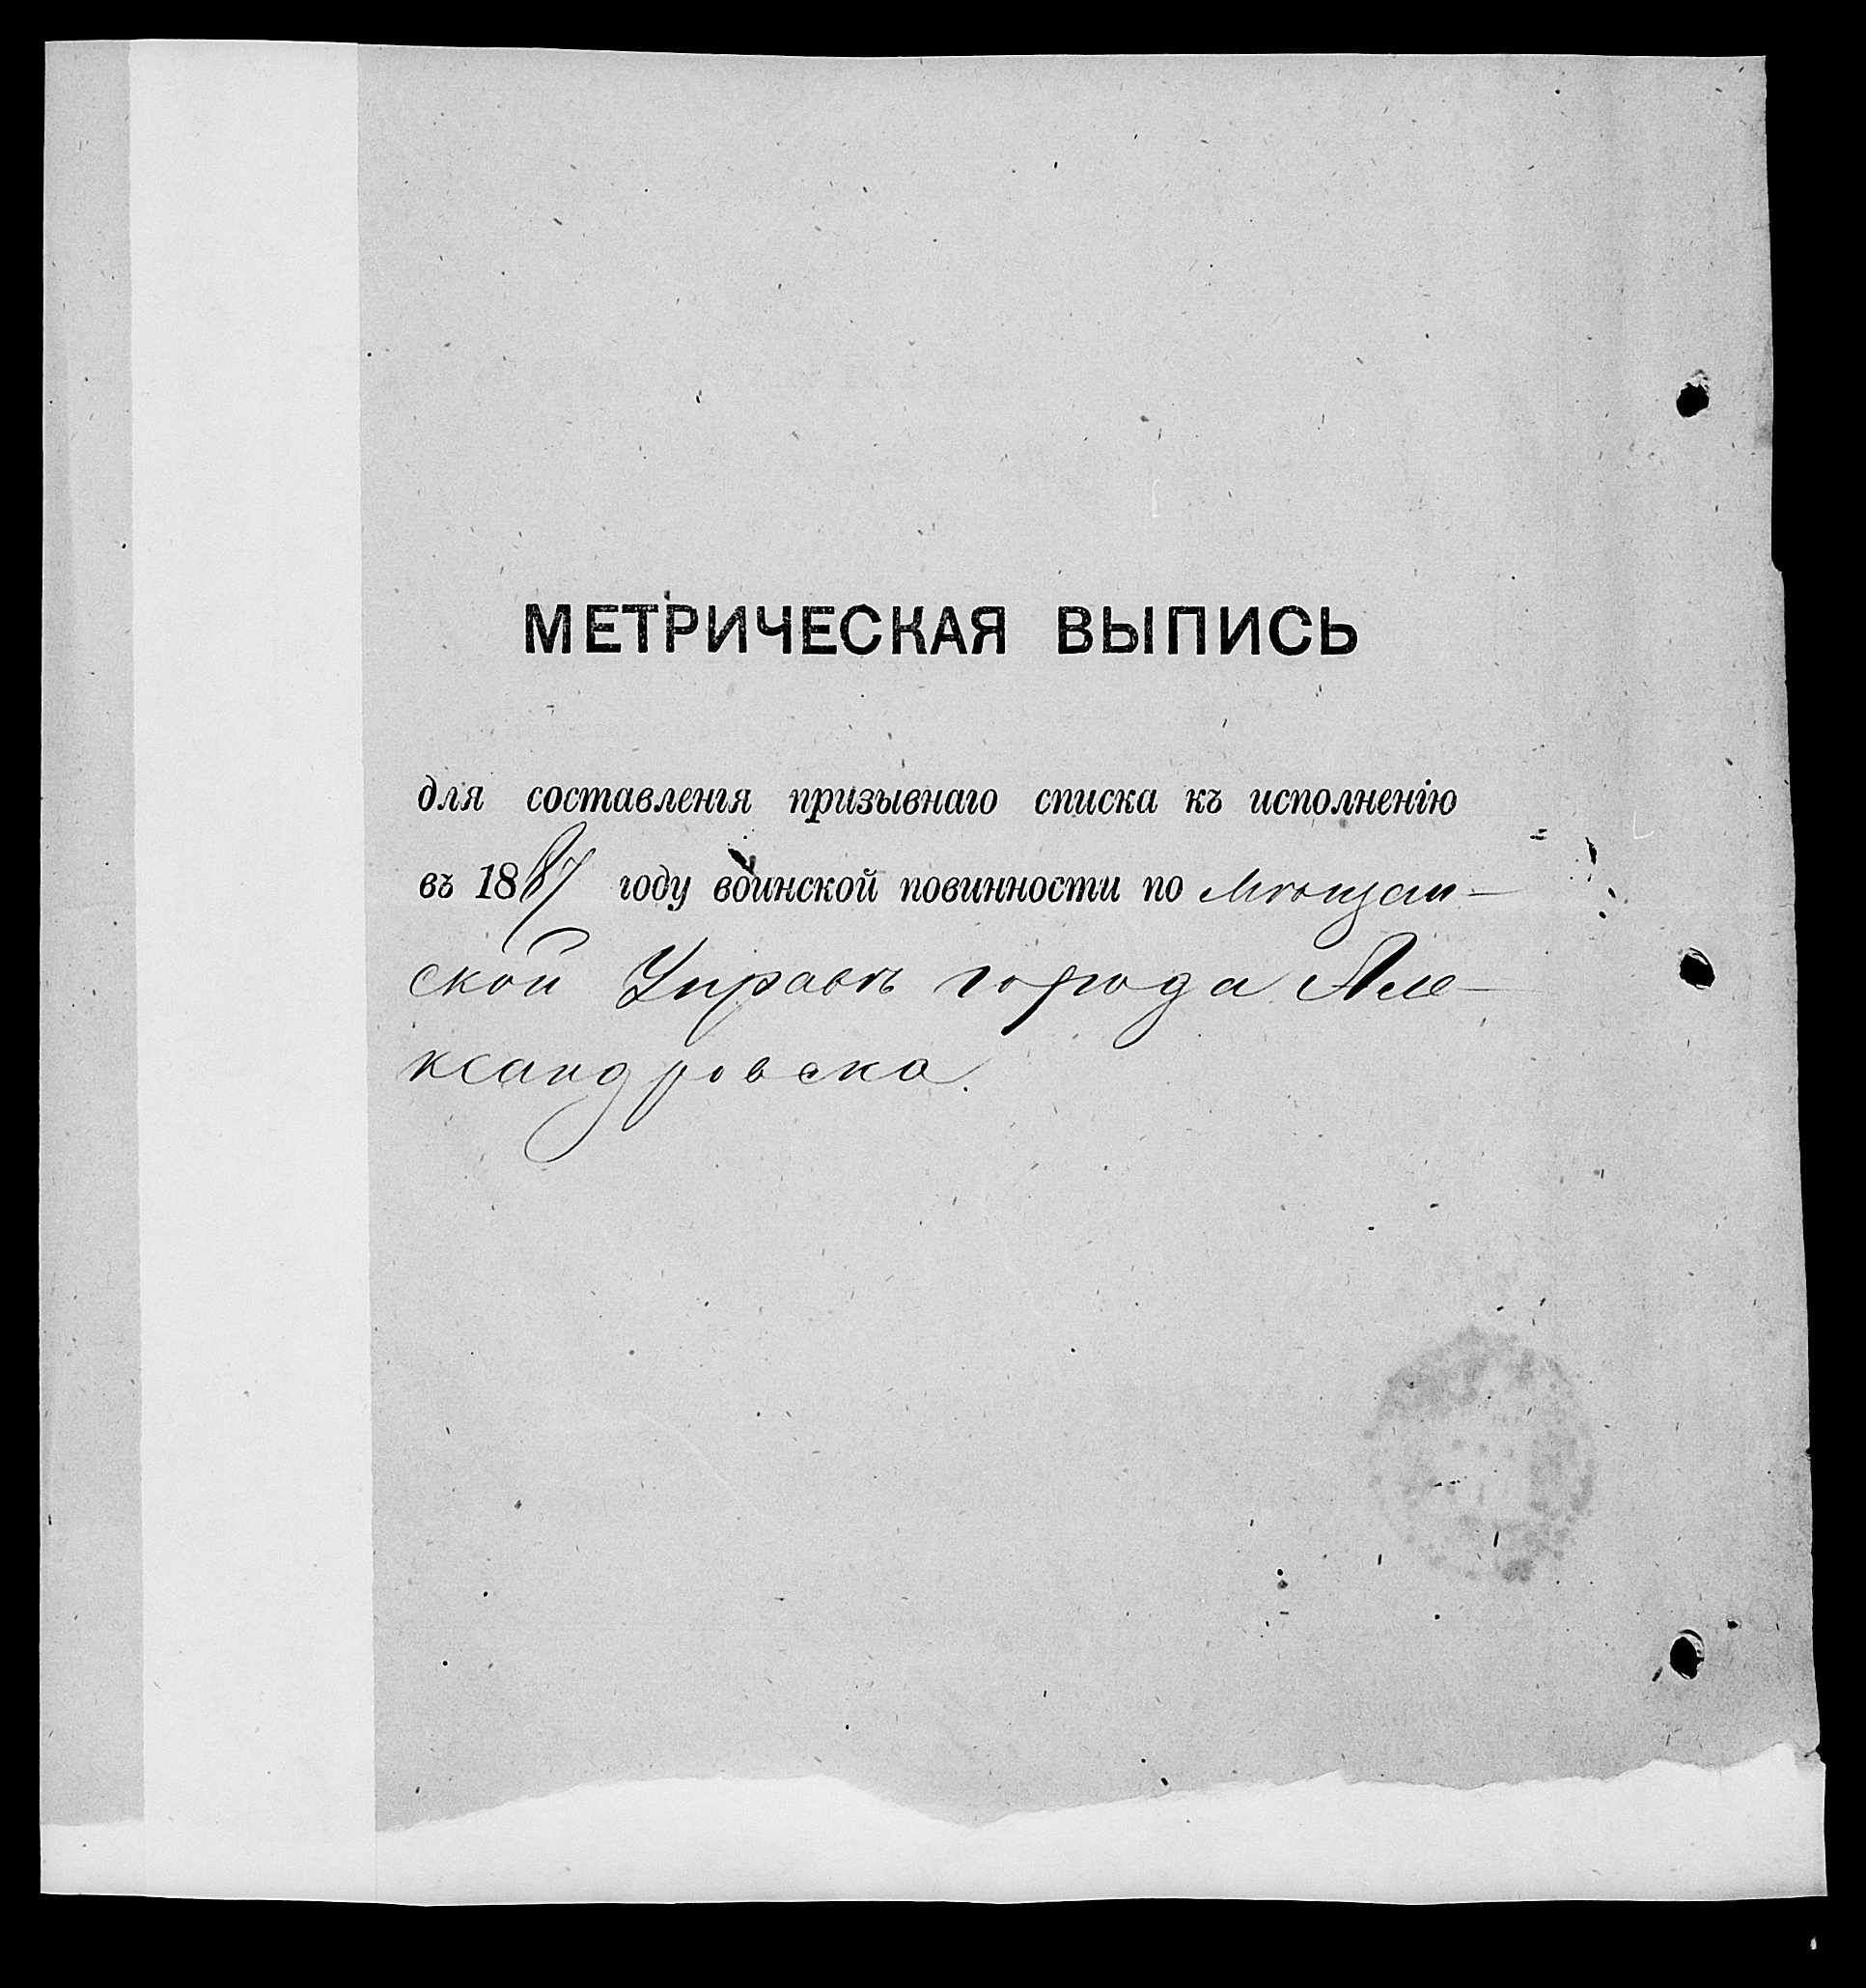 МЕТРИЧЕСКАЯ ВЫПИСЬ
для составленія призывнаго списка къ исполненію
въ 1887 году воинской повинности по Мѣщан-
ской Управѣ города Але-
ксандровска.